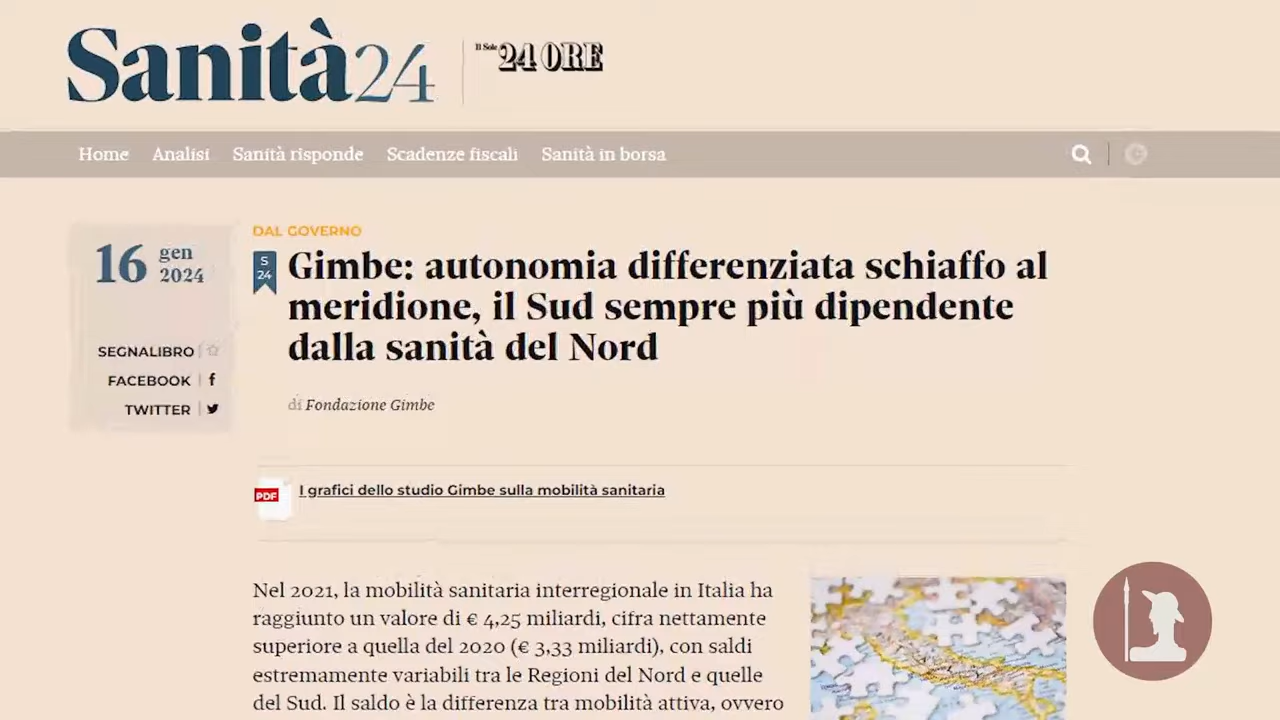 Sanità24
Il Sole 24 ORE
Home Analisi Sanità risponde Scadenze fiscali Sanità in borsa
16 gen 2024
SEGNALIBRO
FACEBOOK
TWITTER
DAL GOVERNO
S 24
Gimbe: autonomia differenziata schiaffo al
meridione, il Sud sempre più dipendente
dalla sanità del Nord
di Fondazione Gimbe
PDF
I grafici dello studio Gimbe sulla mobilità sanitaria
Nel 2021, la mobilità sanitaria interregionale in Italia ha
raggiunto un valore di € 4,25 miliardi, cifra nettamente
superiore a quella del 2020 (€ 3,33 miliardi), con saldi
estremamente variabili tra le Regioni del Nord e quelle
del Sud. Il saldo è la differenza tra mobilità attiva, ovvero